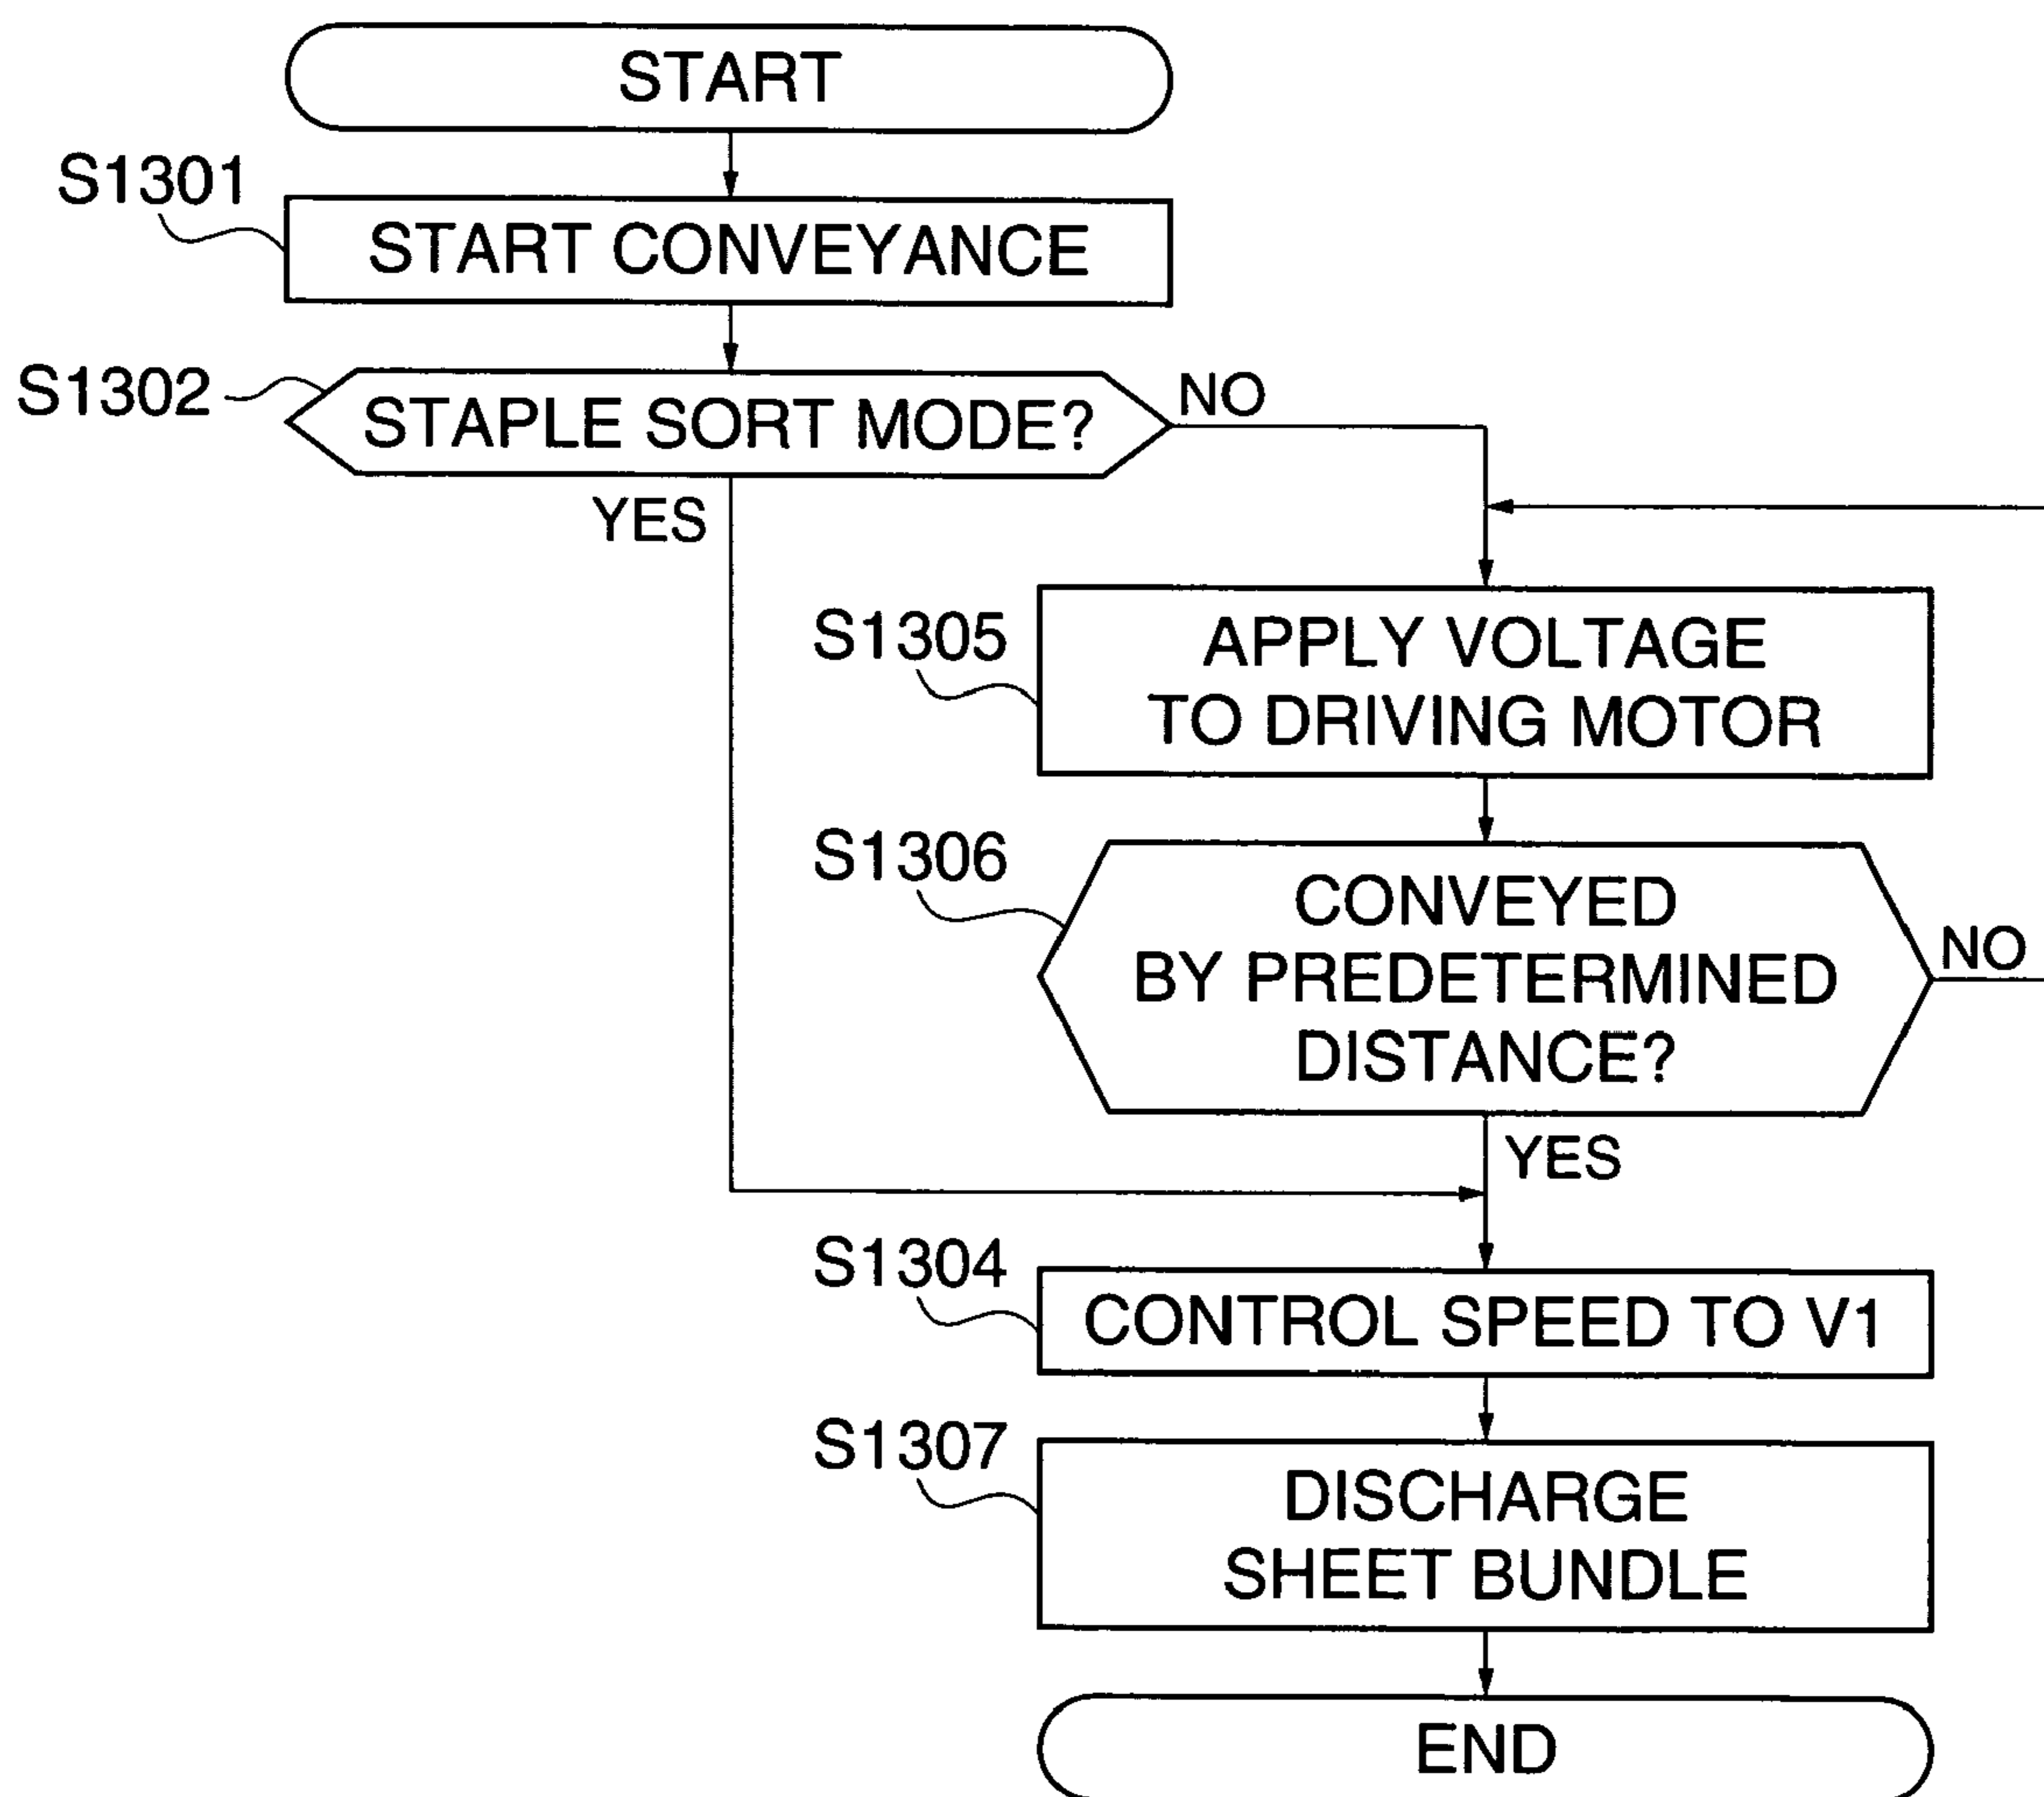 START
S1301
START CONVEYANCE
S1302
STAPLE SORT MODE?
NO
YES
S1305
APPLY VOLTAGE
TO DRIVING MOTOR
S1306
CONVEYED
BY PREDETERMINED
DISTANCE?
NO
YES
S1304
CONTROL SPEED TO V1
S1307
DISCHARGE
SHEET BUNDLE
END